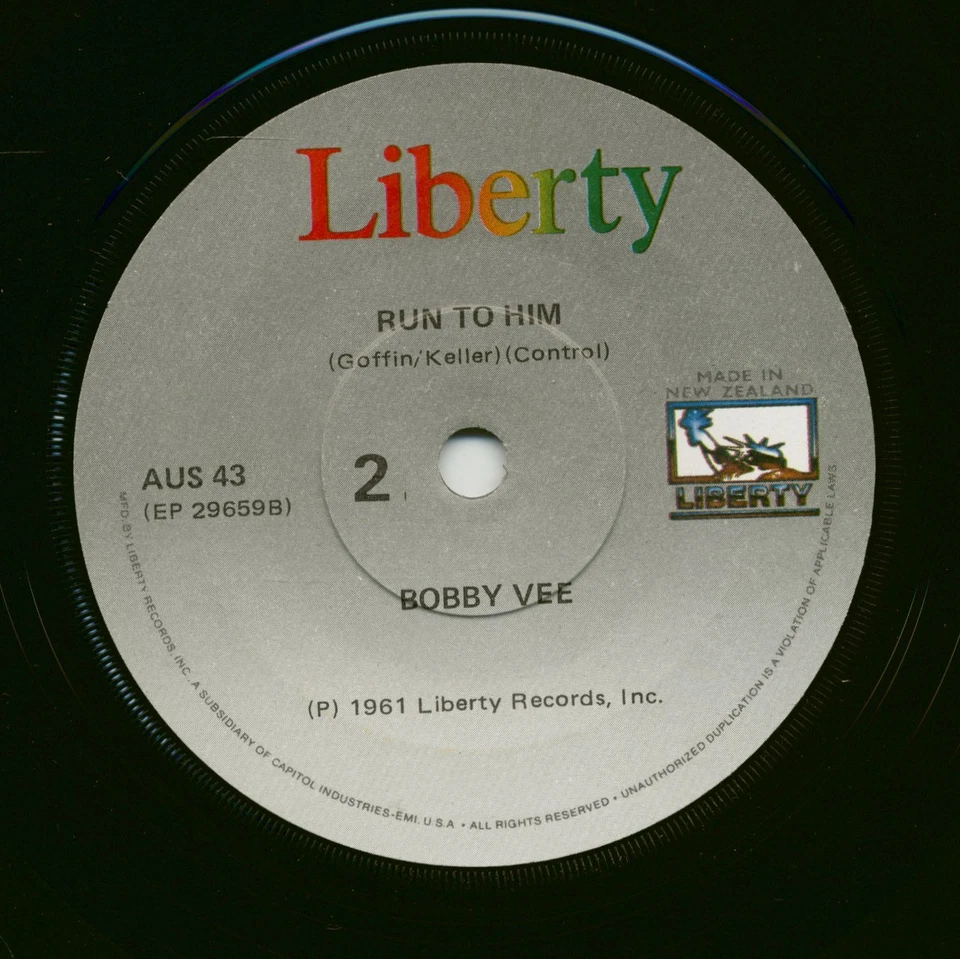 Liberty
RUN TO HIM
(Goffin/Keller)(Control)
MADE IN
NEW ZEALAND
LIBERTY
AUS 43
(EP 29659B)
2
BOBBY VEE
(P) 1961 Liberty Records, Inc.
MFD. BY LIBERTY RECORDS, INC. A SUBSIDIARY OF CAPITOL INDUSTRIES-EMI. U.S.A • ALL RIGHTS RESERVED • UNAUTHORIZED DUPLICATION IS A VIOLATION OF APPLICABLE LAWS